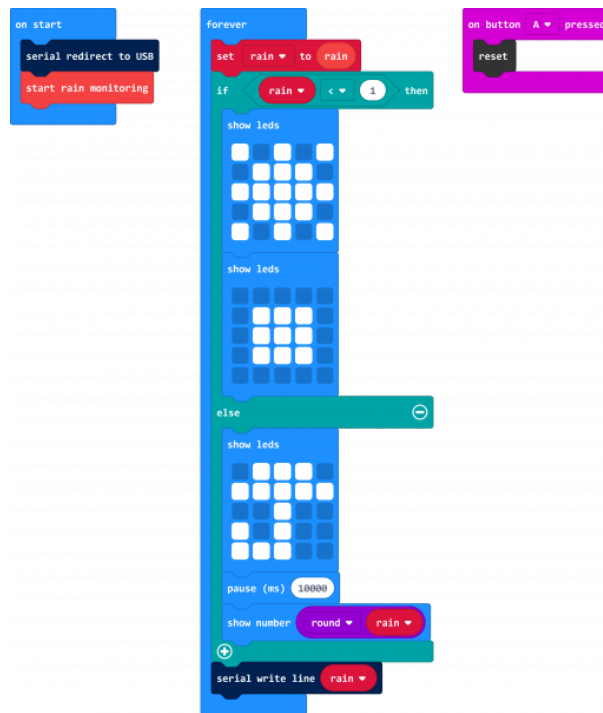 on start
serial redirect to USB
start rain monitoring
forever
set rain to rain
if rain < 1 then
show leds
show leds
else
show leds
pause (ms) 10000
show number round rain
serial write line rain
on button A pressed
reset